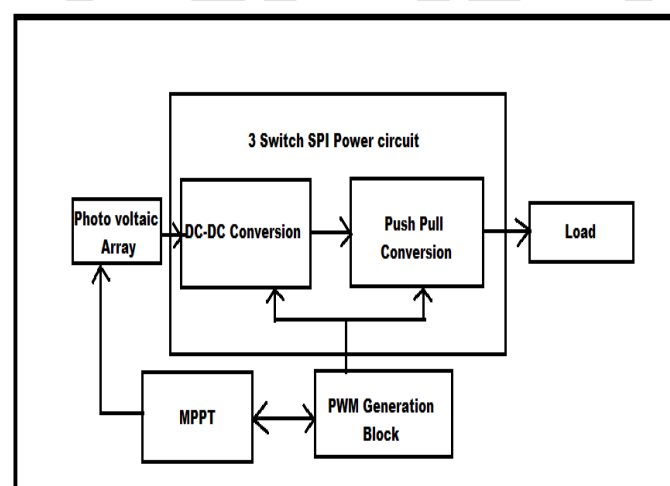 3 Switch SPI Power circuit
Photo voltaic
Array
DC-DC Conversion
Push Pull
Conversion
Load
MPPT
PWM Generation
Block